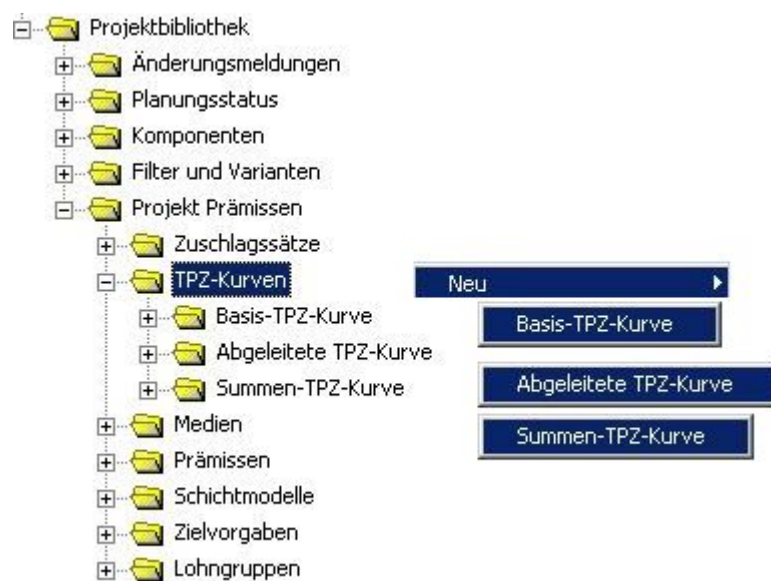 Projektbibliothek
Änderungsmeldungen
Planungsstatus
Komponenten
Filter und Varianten
Projekt Prämissen
Zuschlagssätze
TPZ-Kurven
Neu
Basis-TPZ-Kurve
Basis-TPZ-Kurve
Abgeleitete TPZ-Kurve
Abgeleitete TPZ-Kurve
Summen-TPZ-Kurve
Summen-TPZ-Kurve
Medien
Prämissen
Schichtmodelle
Zielvorgaben
Lohngruppen